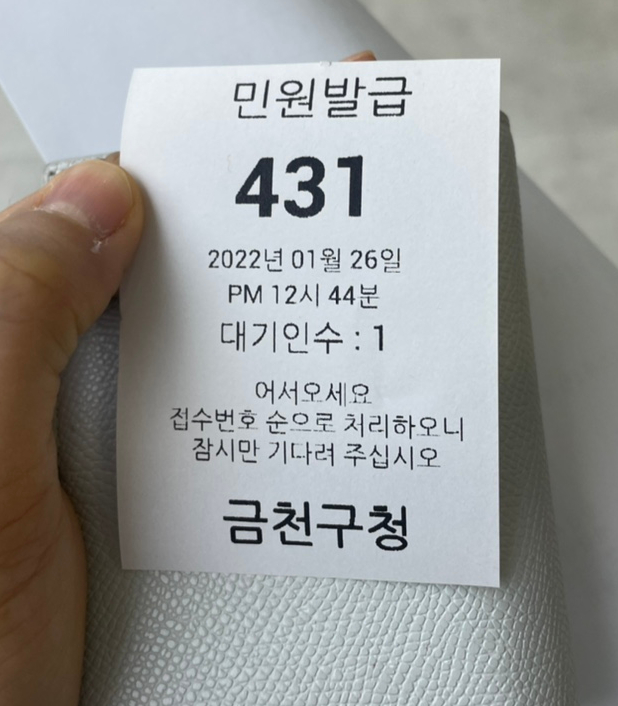 민원발급
431
2022년 01월 26일
PM 12시 44분
대기인수 : 1
어서오세요
접수번호 순으로 처리하오니
잠시만 기다려 주십시오
금천구청